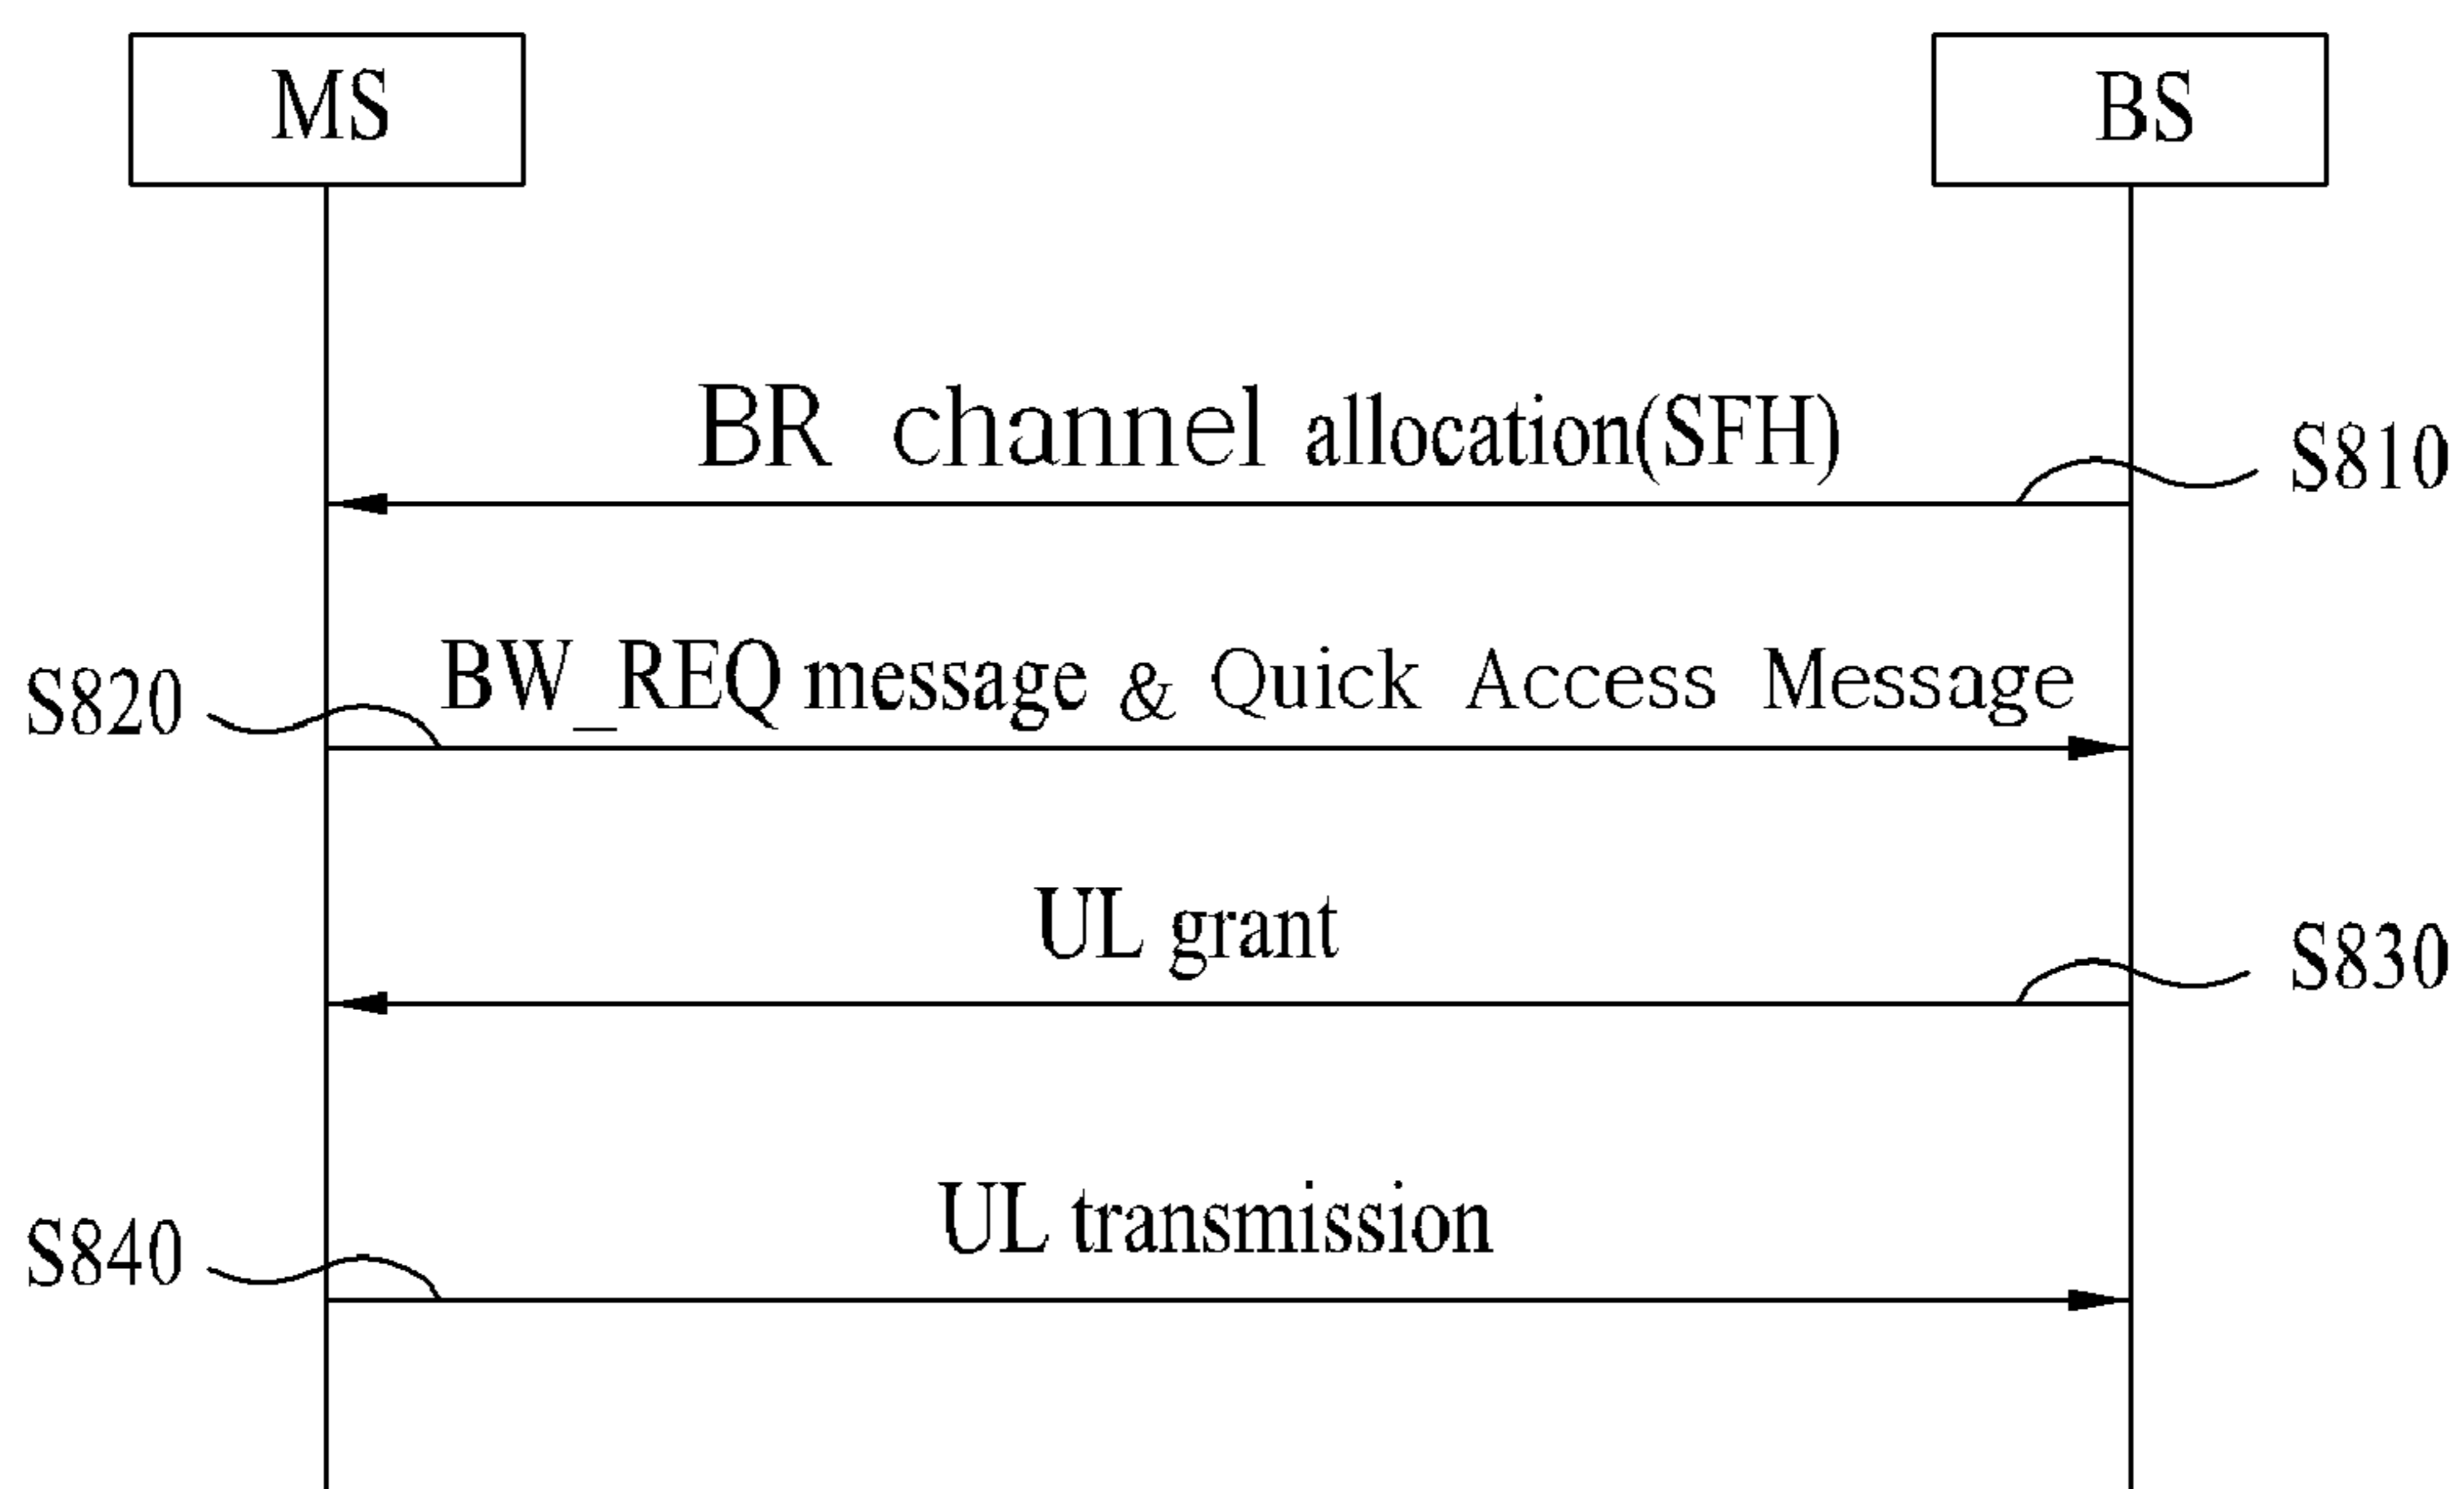 MS
BS
BR channel allocation(SFH)
S810
BW_REQ message & Quick Access Message
S820
UL grant
S830
UL transmission
S840